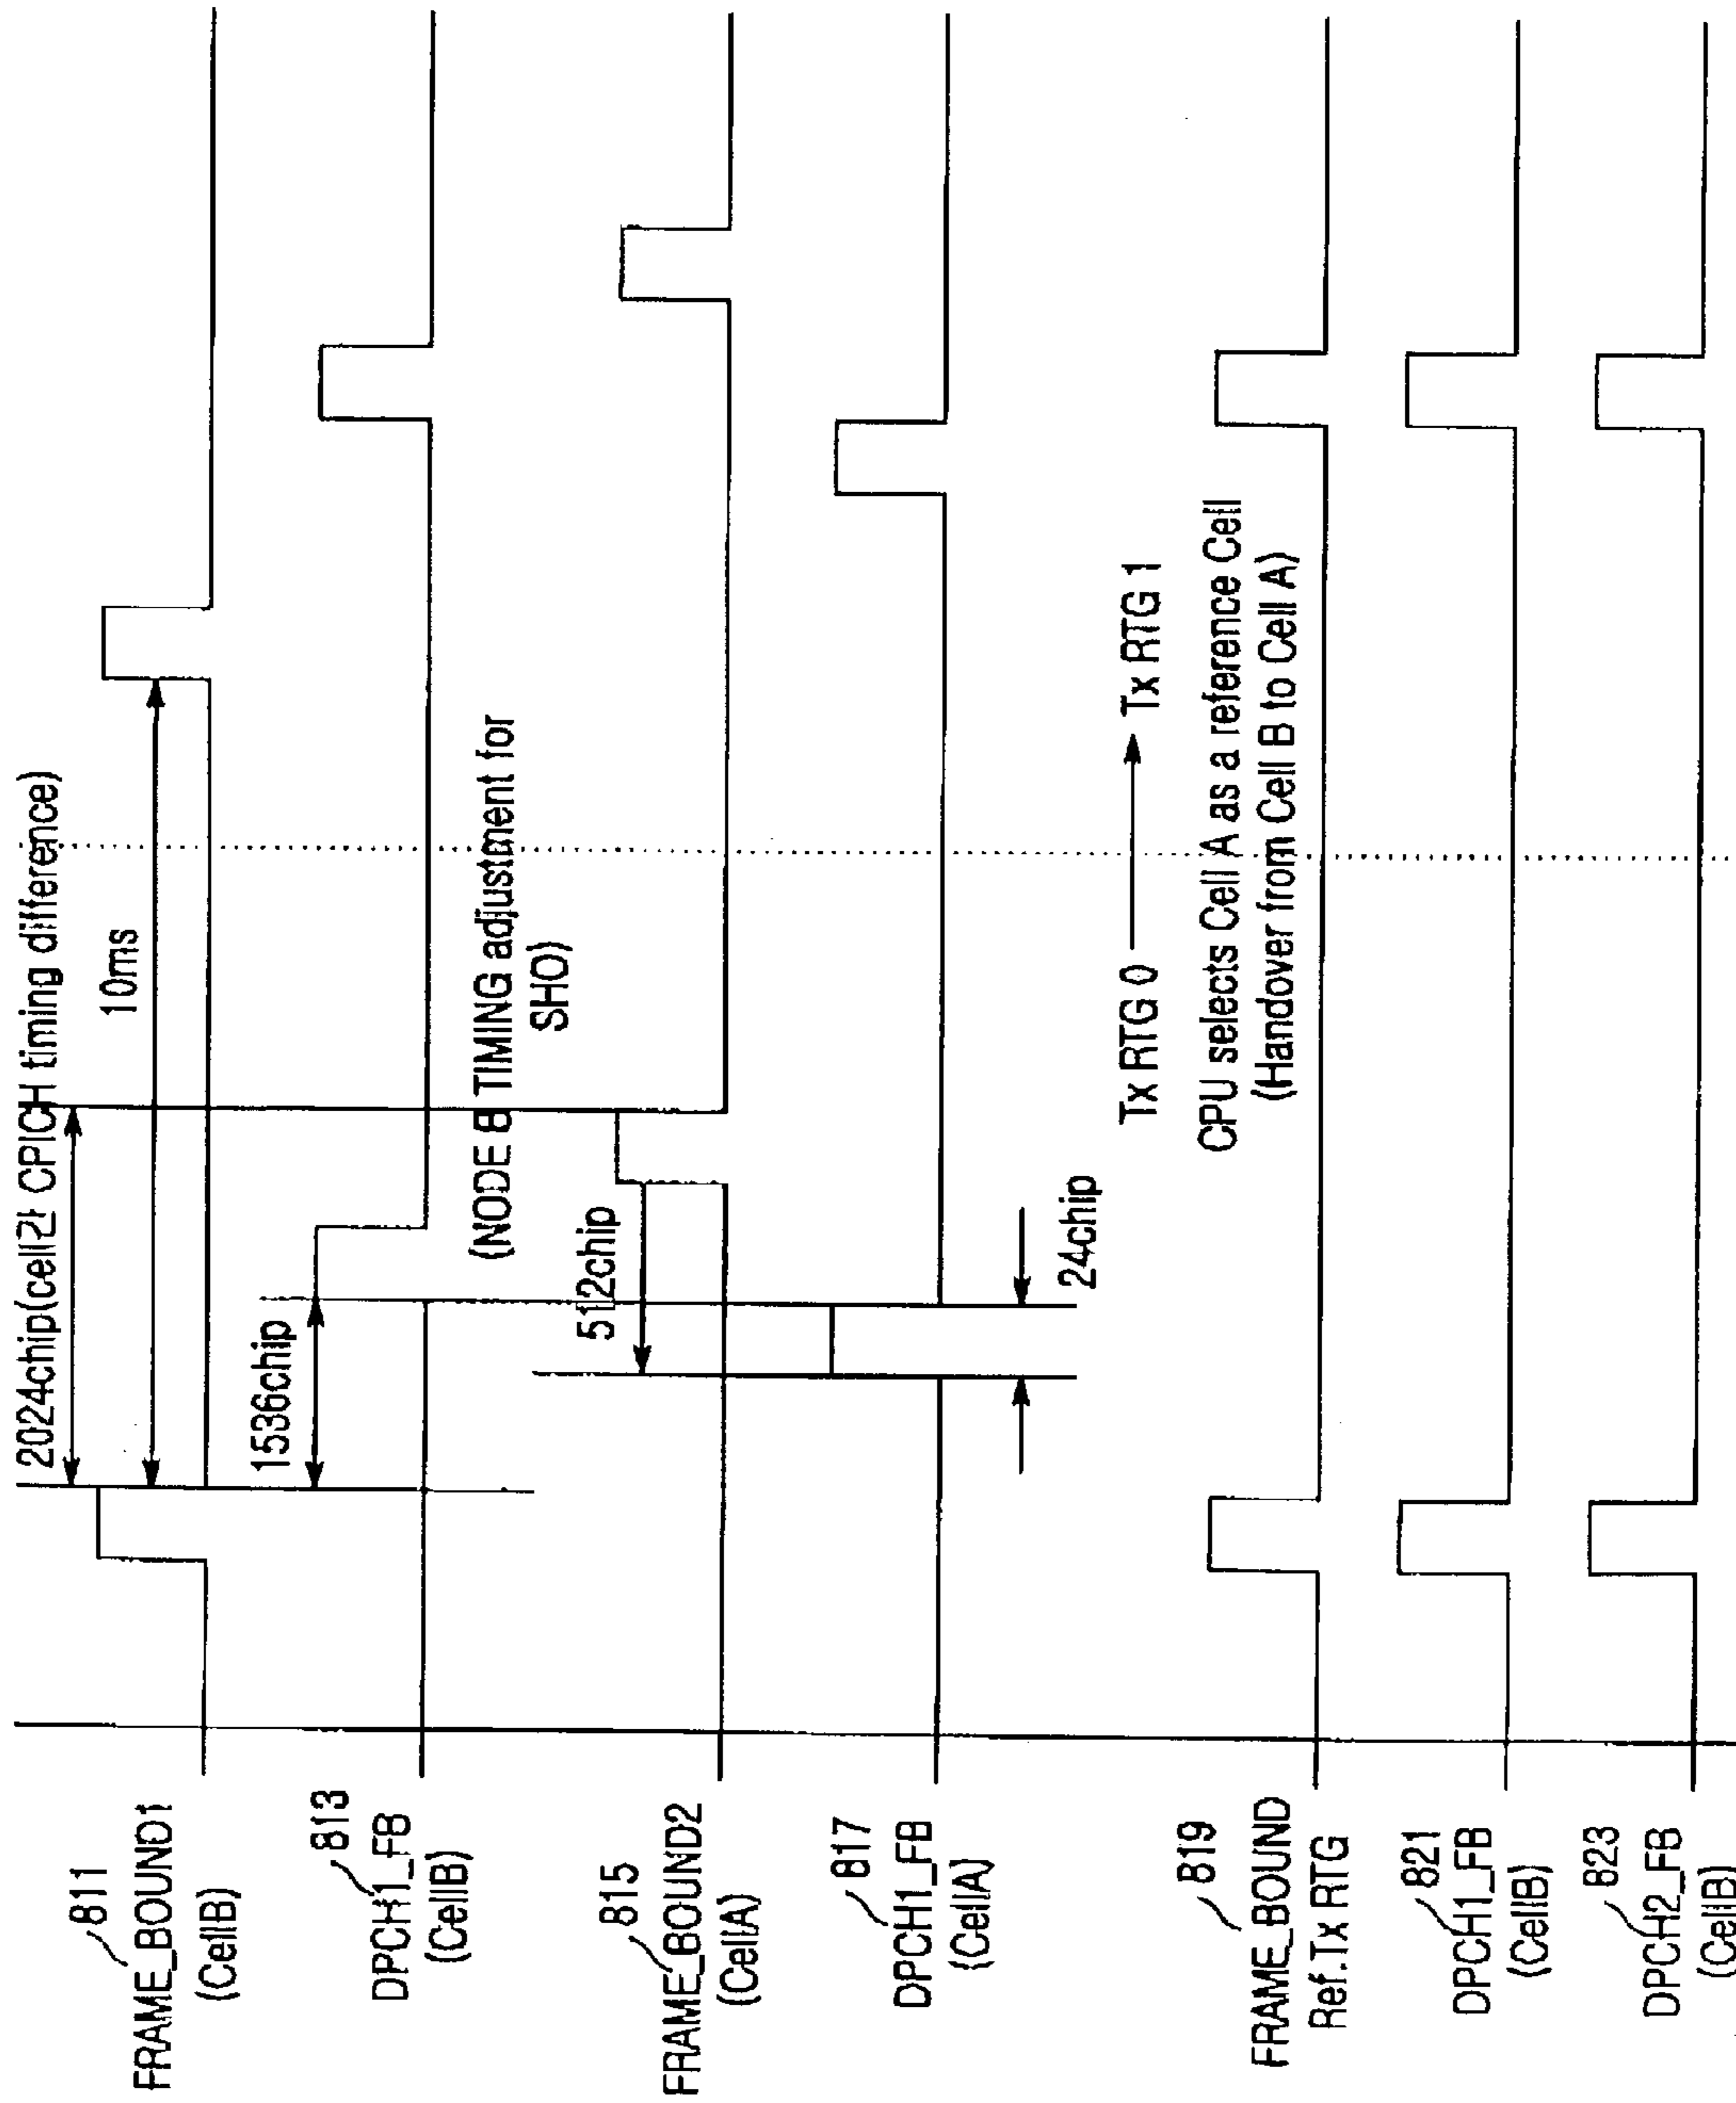 2024chip(cell간 CPICH timing difference)
10ms
811
FRAME_BOUND1
(CellB)
1536chip
813
DPCH1_FB
(CellB)
(NODE B TIMING adjustment for
SHO)
512chip
815
FRAME_BOUND2
(CellA)
817
DPCH1_FB
(CellA)
24chip
Tx RTG 0
Tx RTG 1
CPU selects Cell A as a reference Cell
(Handover from Cell B to Cell A)
819
FRAME_BOUND
Ref.Tx RTG
821
DPCH1_FB
(CellB)
823
DPCH2_FB
(CellB)